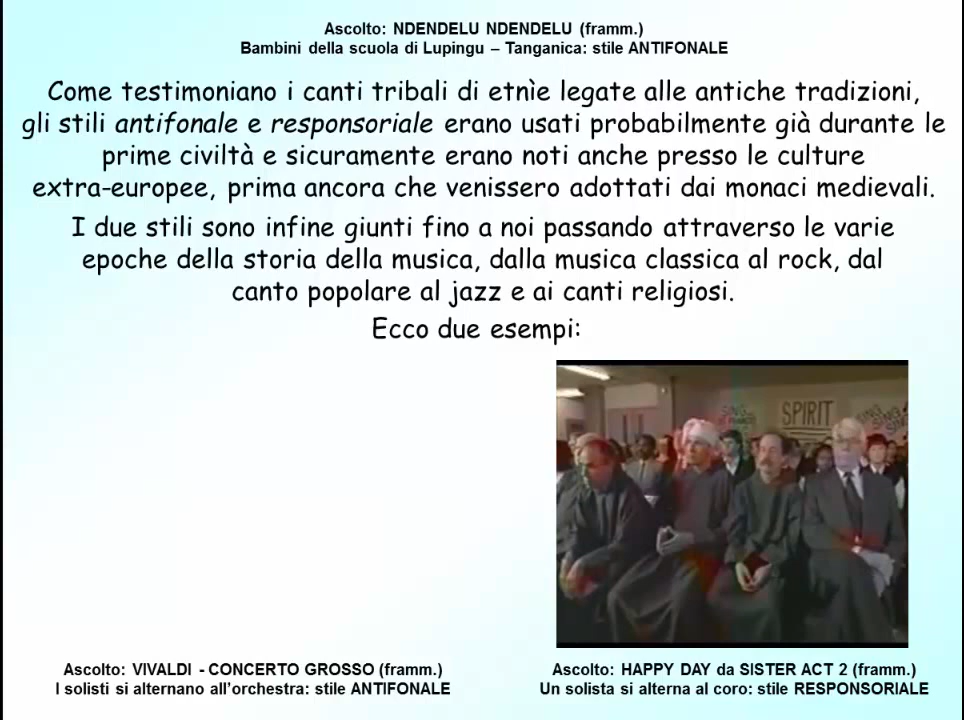 Ascolto: NDENDELU NDENDELU (framm.)
Bambini della scuola di Lupingu – Tanganica: stile ANTIFONALE
Come testimoniano i canti tribali di etnìe legate alle antiche tradizioni,
gli stili antifonale e responsoriale erano usati probabilmente già durante le
prime civiltà e sicuramente erano noti anche presso le culture
extra-europee, prima ancora che venissero adottati dai monaci medievali.
I due stili sono infine giunti fino a noi passando attraverso le varie
epoche della storia della musica, dalla musica classica al rock, dal
canto popolare al jazz e ai canti religiosi.
Ecco due esempi:
SING
SPIRIT
SING
Ascolto: VIVALDI - CONCERTO GROSSO (framm.)
I solisti si alternano all'orchestra: stile ANTIFONALE
Ascolto: HAPPY DAY da SISTER ACT 2 (framm.)
Un solista si alterna al coro: stile RESPONSORIALE